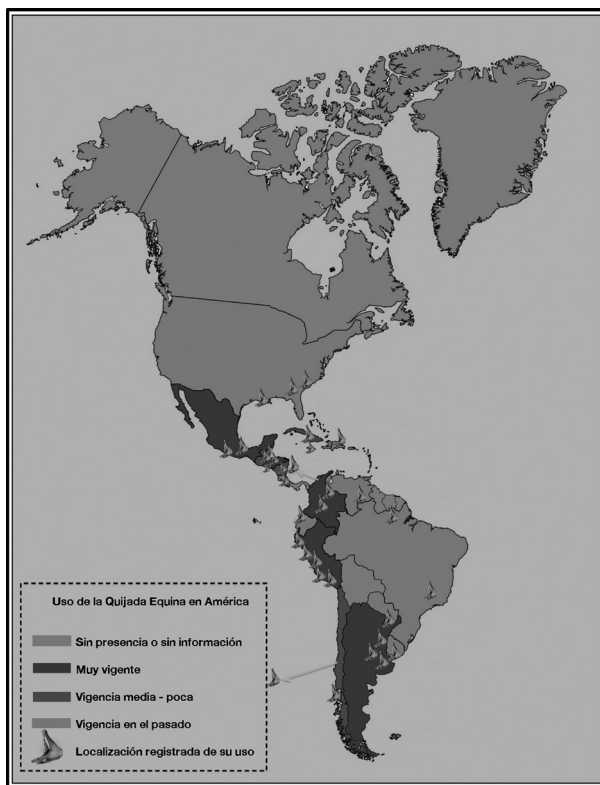 Uso de la Quijada Equina en América
Sin presencia o sin información
Muy vigente
Vigencia media - poca
Vigencia en el pasado
Localización registrada de su uso